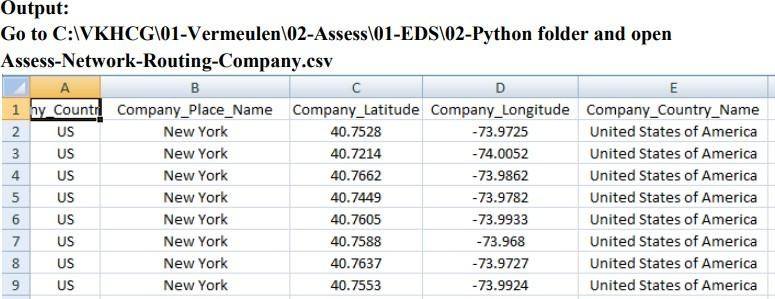 Output:
Go to C:\VKHCG\01-Vermeulen\02-Assess\01-EDS\02-Python folder and open
Assess-Network-Routing-Company.csv
A B C D E
1 ny_Countr Company_Place_Name Company_Latitude Company_Longitude Company_Country_Name
2 US New York 40.7528 -73.9725 United States of America
3 US New York 40.7214 -74.0052 United States of America
4 US New York 40.7662 -73.9862 United States of America
5 US New York 40.7449 -73.9782 United States of America
6 US New York 40.7605 -73.9933 United States of America
7 US New York 40.7588 -73.968 United States of America
8 US New York 40.7637 -73.9727 United States of America
9 US New York 40.7553 -73.9924 United States of America